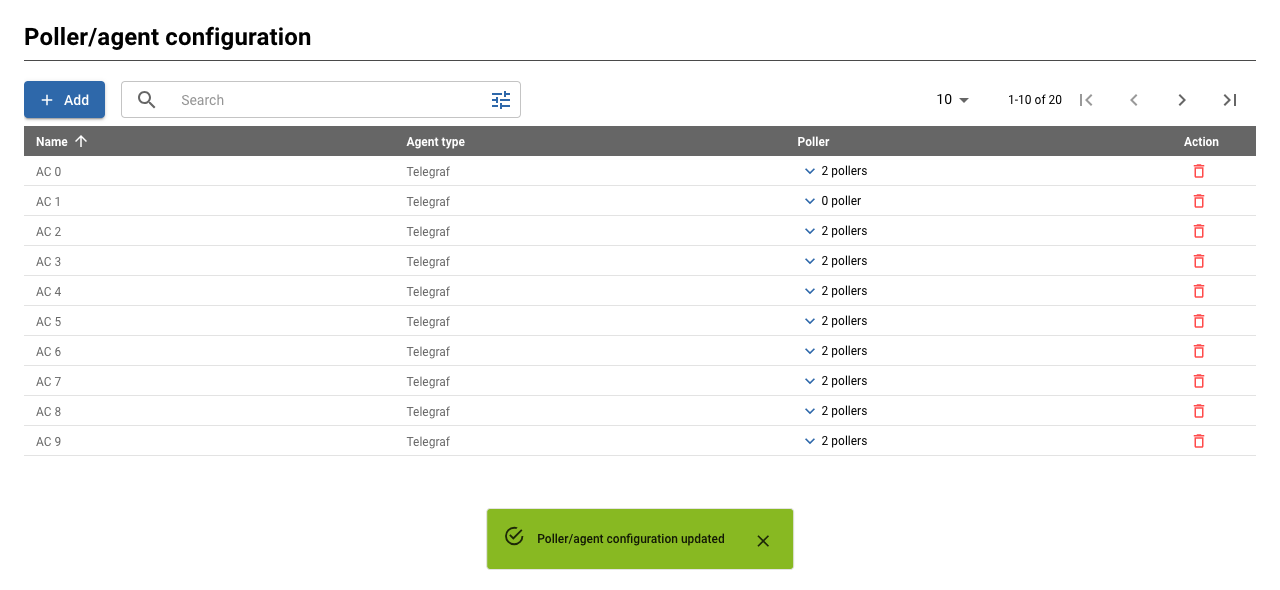 Poller/agent configuration
Add Search 10 1-10 of 20
Name Agent type Poller Action
AC 0 Telegraf 2 pollers
AC 1 Telegraf 0 poller
AC 2 Telegraf 2 pollers
AC 3 Telegraf 2 pollers
AC 4 Telegraf 2 pollers
AC 5 Telegraf 2 pollers
AC 6 Telegraf 2 pollers
AC 7 Telegraf 2 pollers
AC 8 Telegraf 2 pollers
AC 9 Telegraf 2 pollers
Poller/agent configuration updated